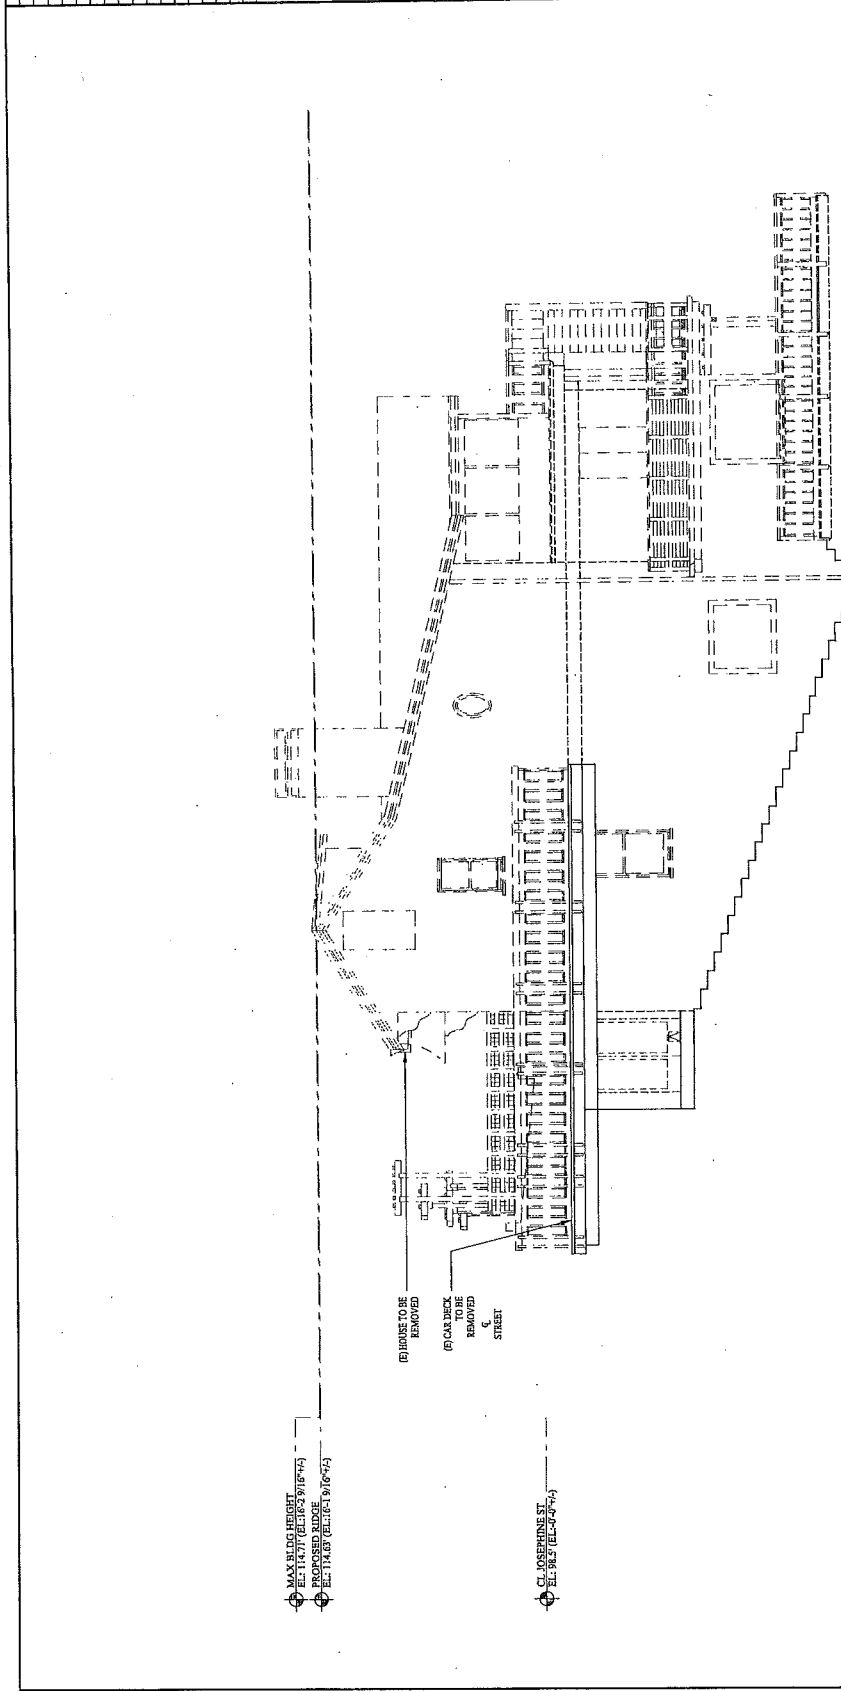 MAX BLDG HEIGHT
EL: 114.71' (EL:16'-2 9/16"+/-)
PROPOSED RIDGE
EL: 114.63' (EL:16'-1 9/16"+/-)
(E) HOUSE TO BE
REMOVED
(E) CAR DECK
TO BE
REMOVED
℄
STREET
CL JOSEPHINE ST
EL: 98.5' (EL:-0'-0"+/-)